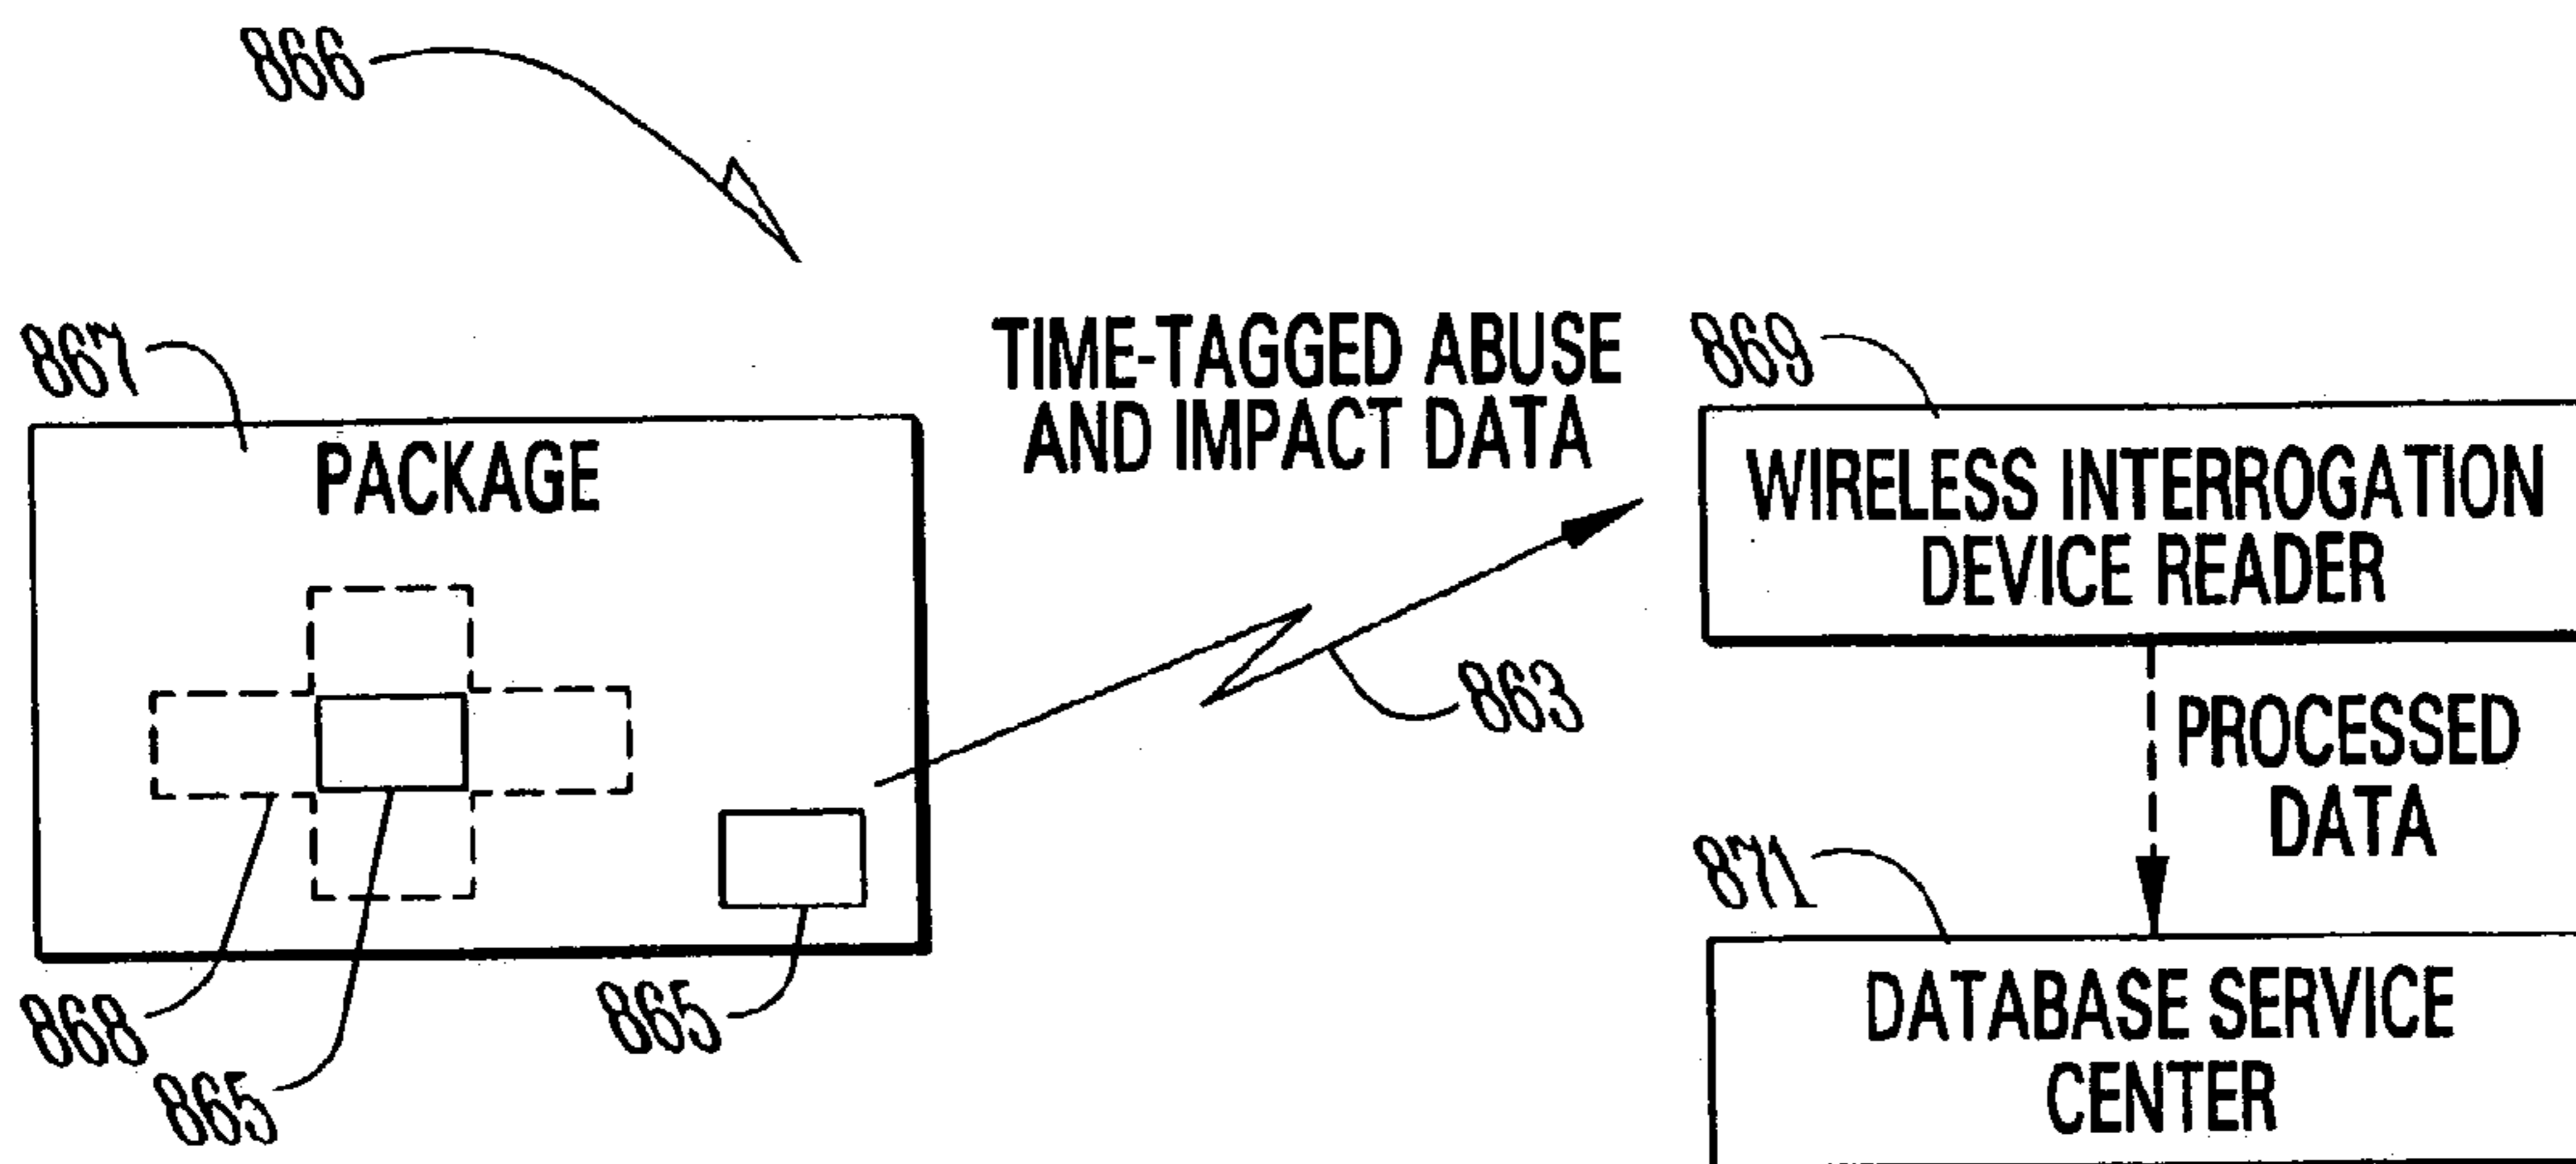 866
867
PACKAGE
TIME-TAGGED ABUSE
AND IMPACT DATA
869
WIRELESS INTERROGATION
DEVICE READER
863
PROCESSED
DATA
871
DATABASE SERVICE
CENTER
868
865
865